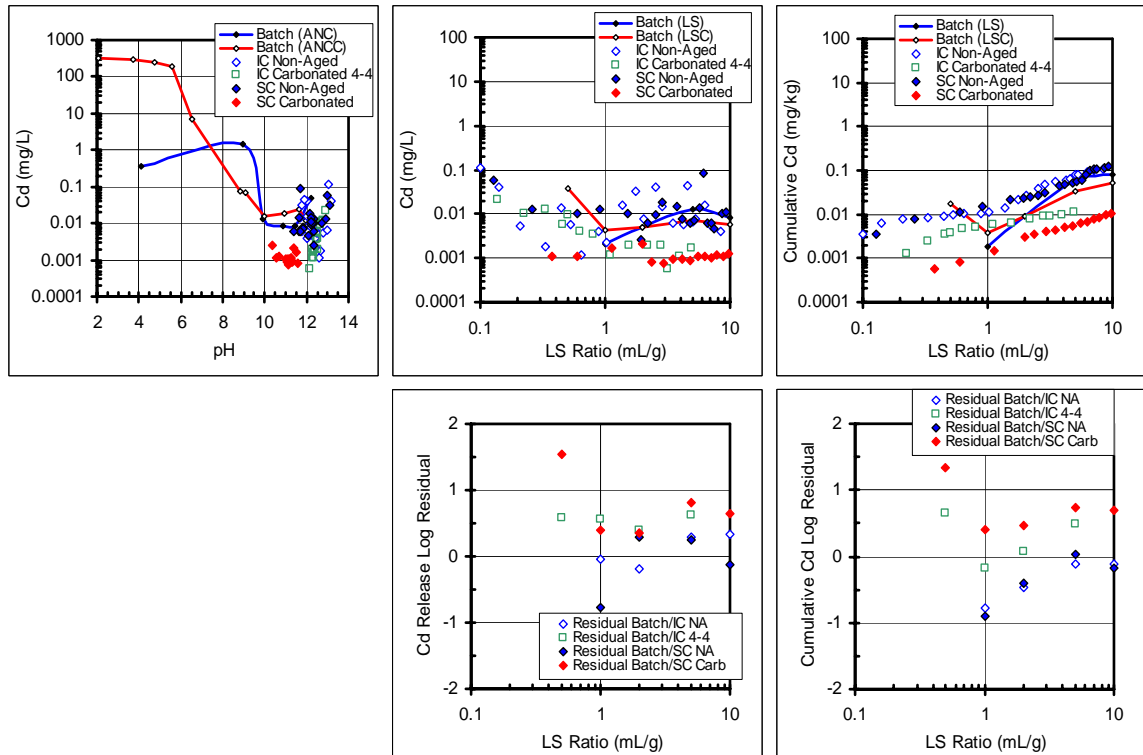 Batch (ANC)
Batch (ANCC)
IC Non-Aged
IC Carbonated 4-4
SC Non-Aged
SC Carbonated
Cd (mg/L)
1000
100
10
1
0.1
0.01
0.001
0.0001
2 4 6 8 10 12 14
pH
Batch (LS)
Batch (LSC)
IC Non-Aged
IC Carbonated 4-4
SC Non-Aged
SC Carbonated
Cd (mg/L)
1000
100
10
1
0.1
0.01
0.001
0.0001
0.1 1 10
LS Ratio (mL/g)
Batch (LS)
Batch (LSC)
IC Non-Aged
IC Carbonated 4-4
SC Non-Aged
SC Carbonated
Cumulative Cd (mg/kg)
1000
100
10
1
0.1
0.01
0.001
0.0001
0.1 1 10
LS Ratio (mL/g)
Cd Release Log Residual
2
1
0
-1
-2
Residual Batch/IC NA
Residual Batch/IC 4-4
Residual Batch/SC NA
Residual Batch/SC Carb
0.1 1 10
LS Ratio (mL/g)
Residual Batch/IC NA
Residual Batch/IC 4-4
Residual Batch/SC NA
Residual Batch/SC Carb
Cumulative Cd Log Residual
2
1
0
-1
-2
0.1 1 10
LS Ratio (mL/g)